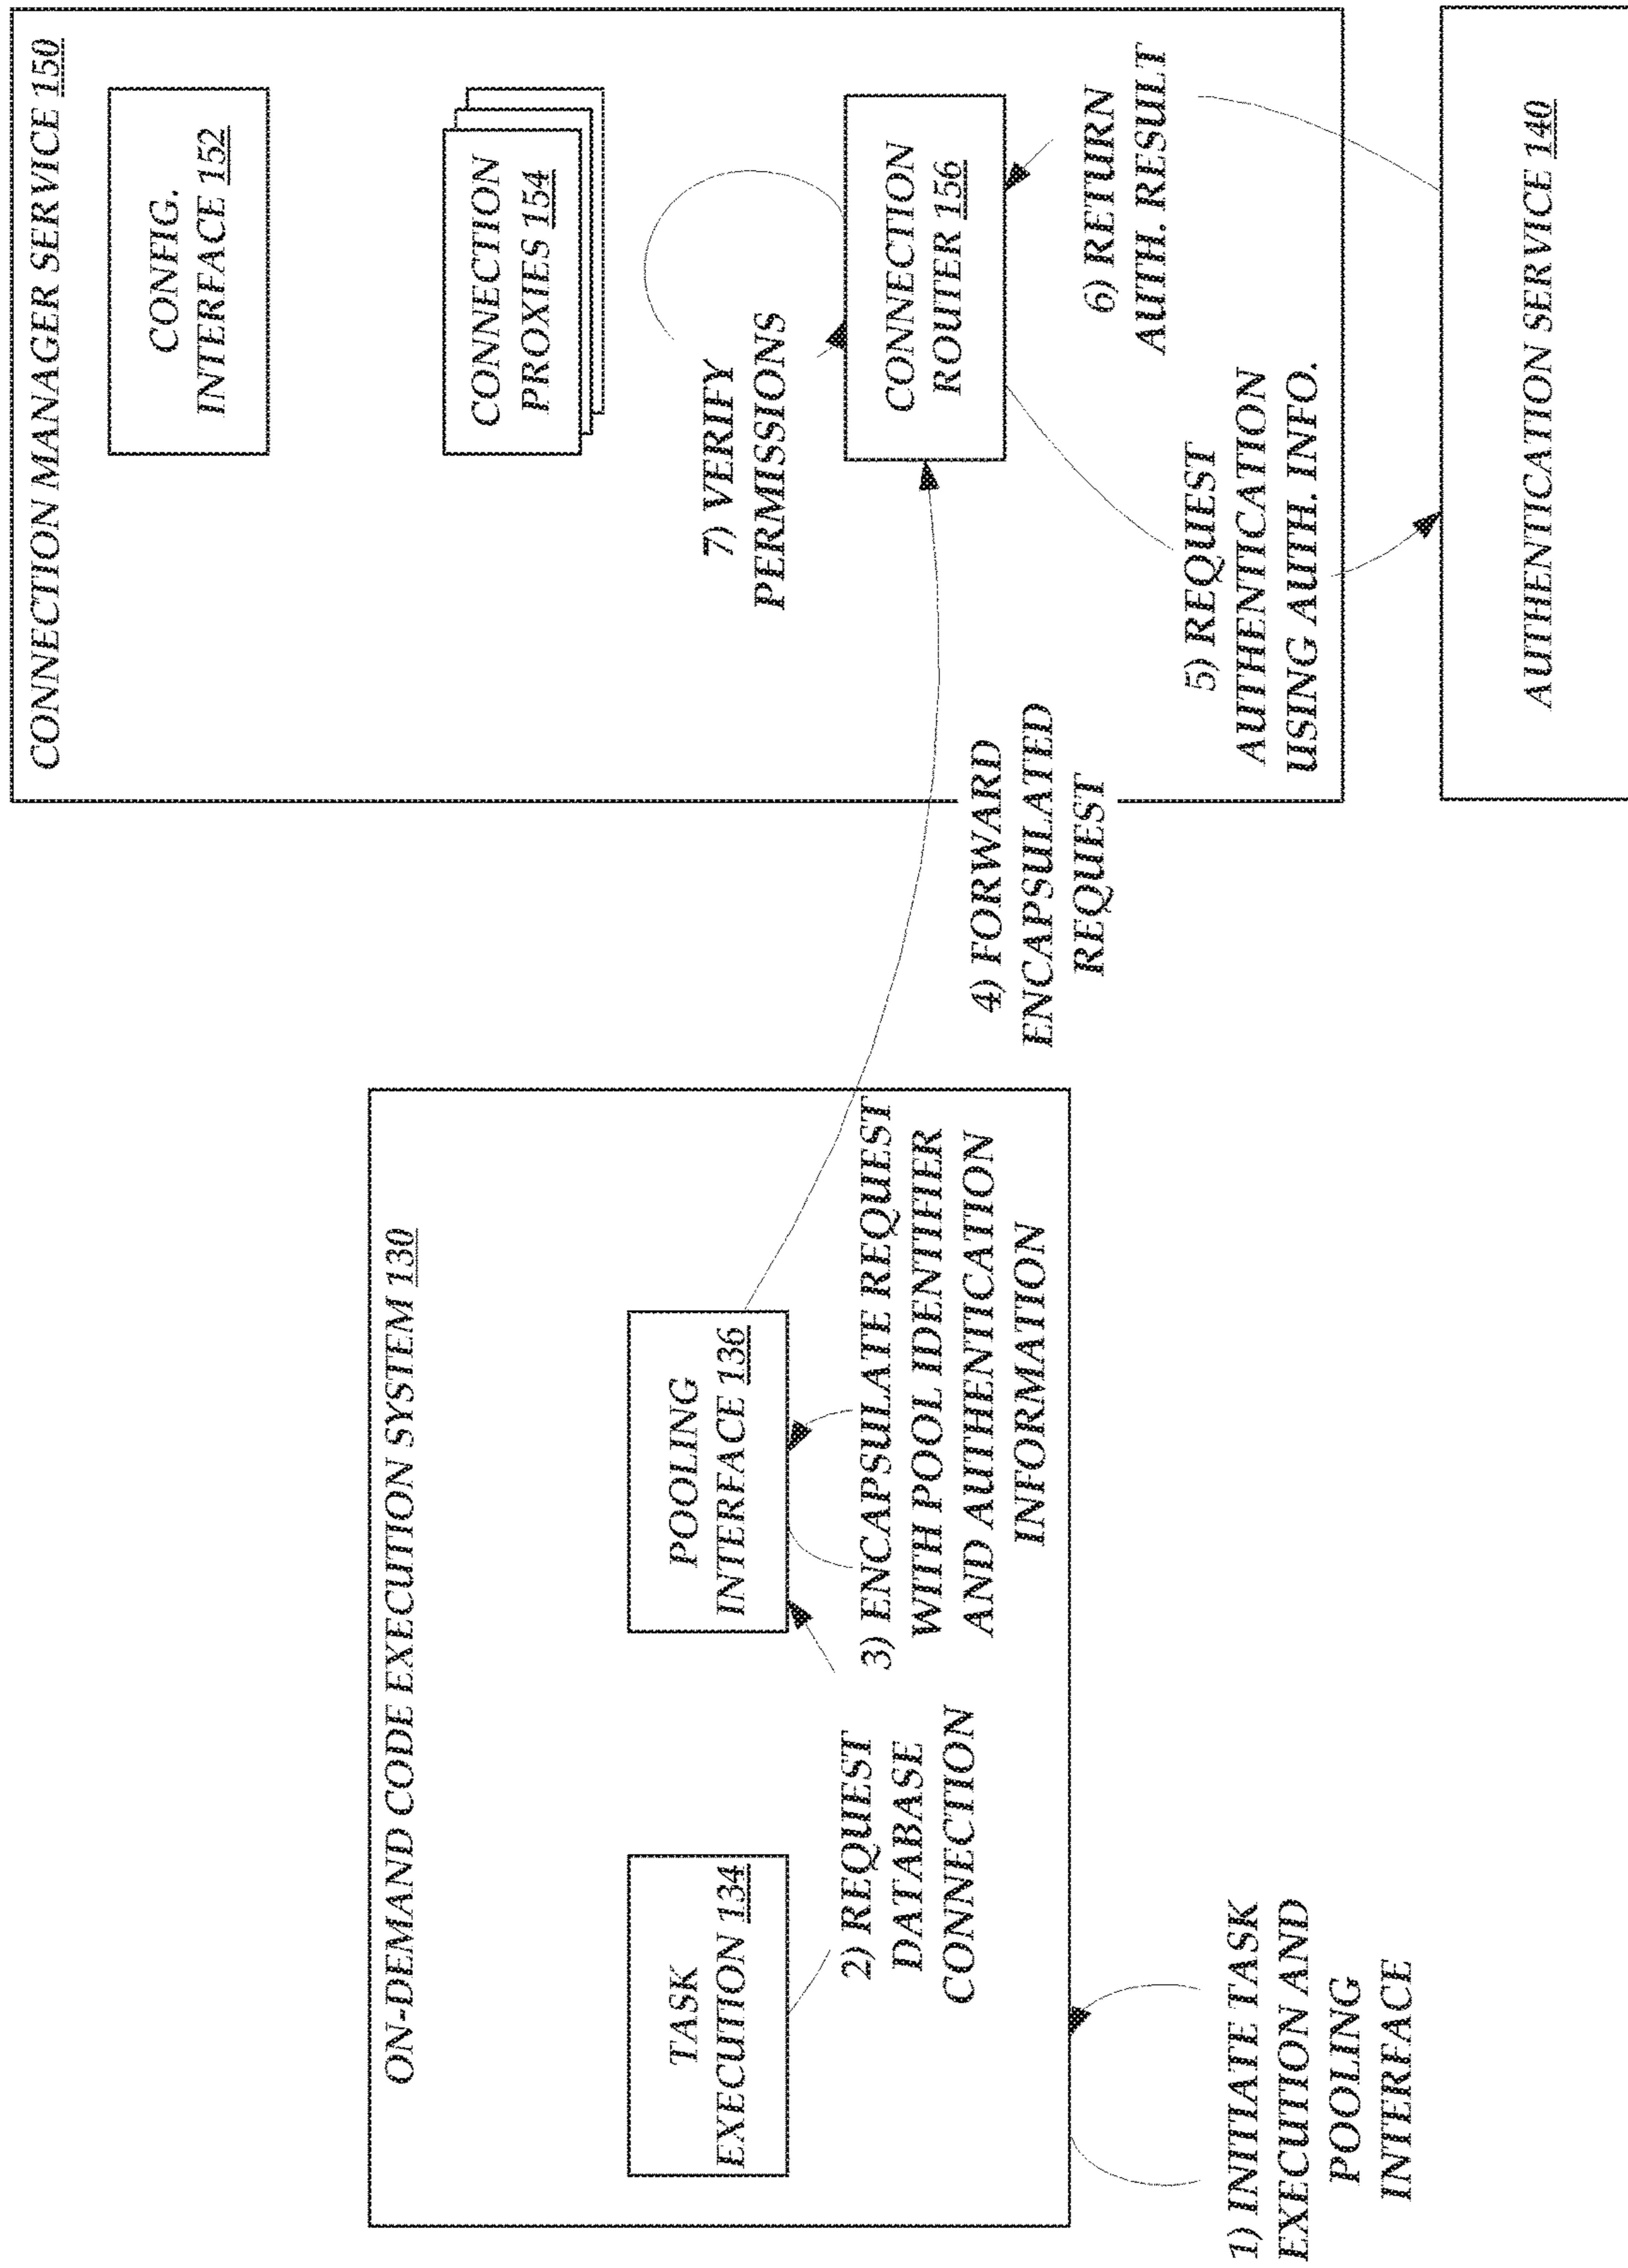 ON-DEMAND CODE EXECUTION SYSTEM 130
TASK
EXECUTION 134
POOLING
INTERFACE 136
1) INITIATE TASK
EXECUTION AND
POOLING
INTERFACE
2) REQUEST
DATABASE
CONNECTION
3) ENCAPSULATE REQUEST
WITH POOL IDENTIFIER
AND AUTHENTICATION
INFORMATION
4) FORWARD
ENCAPSULATED
REQUEST
CONNECTION MANAGER SERVICE 150
CONFIG.
INTERFACE 152
CONNECTION
PROXIES 154
7) VERIFY
PERMISSIONS
CONNECTION
ROUTER 156
5) REQUEST
AUTHENTICATION
USING AUTH. INFO.
6) RETURN
AUTH. RESULT
AUTHENTICATION SERVICE 140